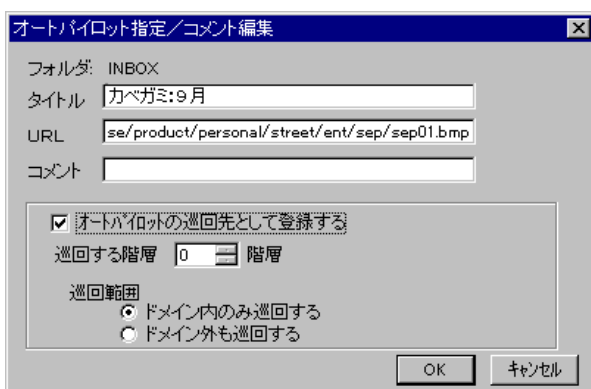 オートパイロット指定／コメント編集
フォルダ: INBOX
タイトル カベガミ:９月
URL se/product/personal/street/ent/sep/sep01.bmp
コメント
オートパイロットの巡回先として登録する
巡回する階層 0 階層
巡回範囲
ドメイン内のみ巡回する
ドメイン外も巡回する
OK キャンセル